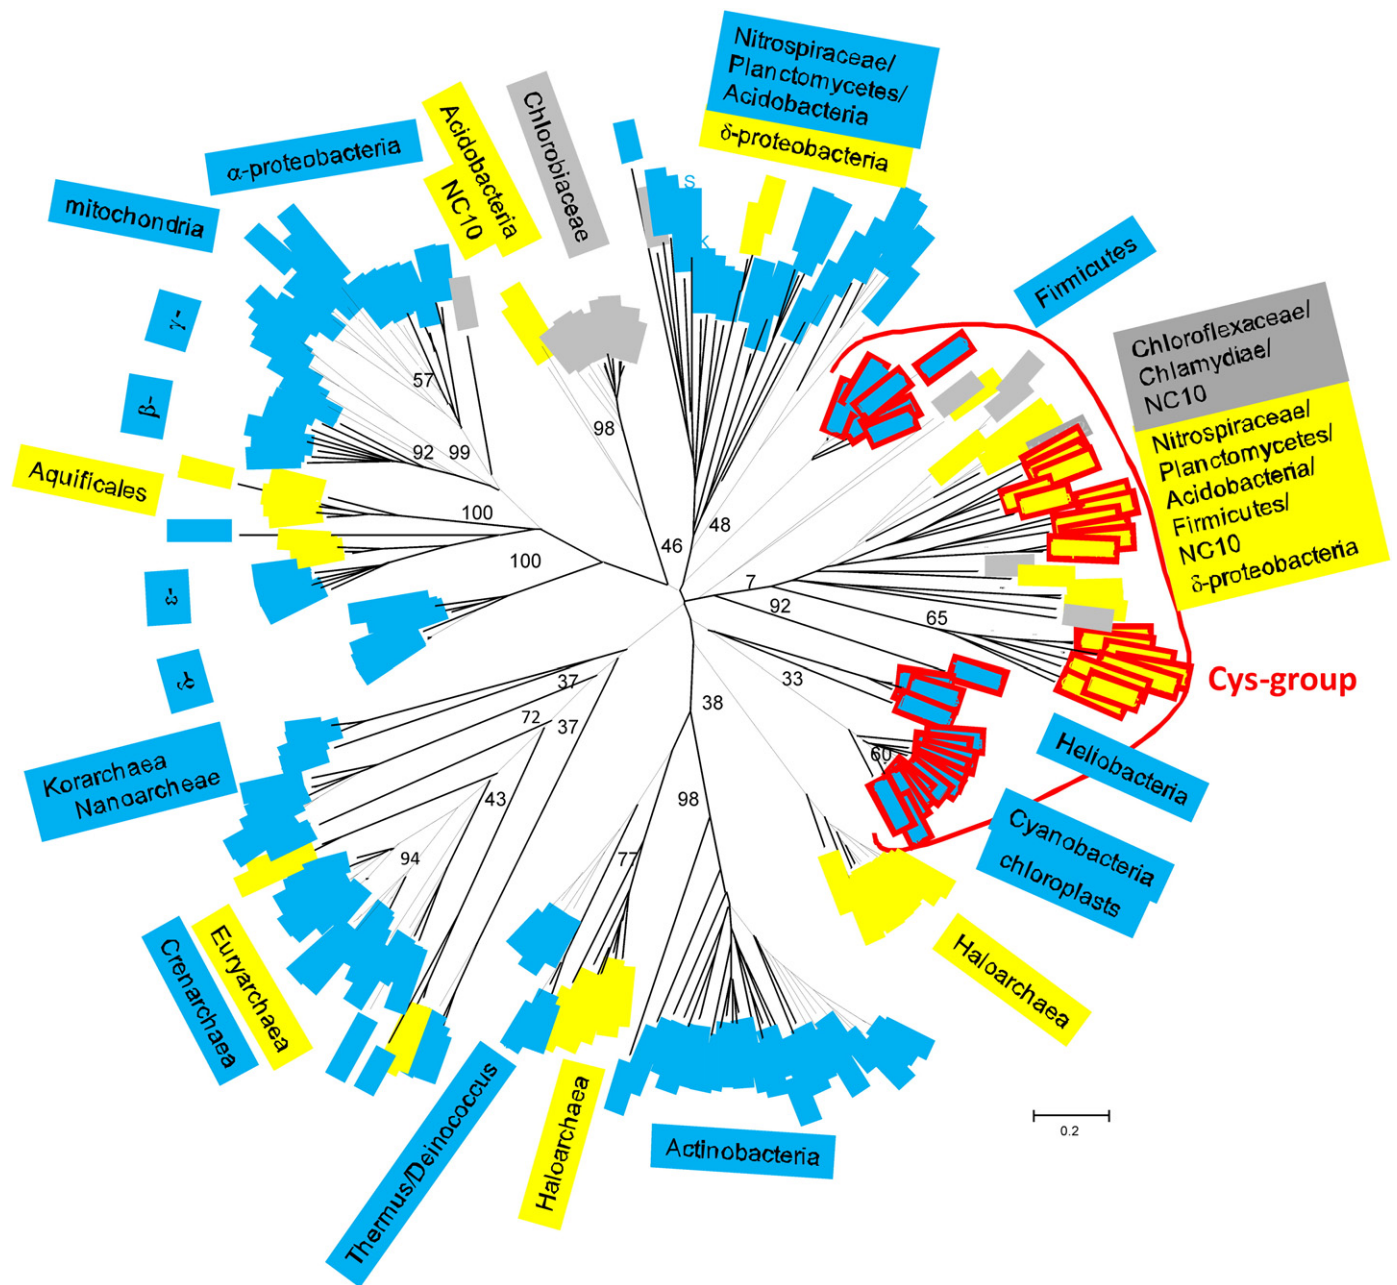 Nitrospiraceae/
Planctomycetes/
Acidobacteria
δ-proteobacteria
Chlorobiaceae
Acidobacteria
NC10
α-proteobacteria
mitochondria
γ-
β-
Aquificales
ε-
Korarchaea
Nanoarcheae
Crenarchaea
Euryarchaea
Thermus/Deinococcus
Haloarchaea
Actinobacteria
Haloarchaea
Cyanobacteria
chloroplasts
Heliobacteria
Cys-group
Firmicutes
Chloroflexaceae/
Chlamydiae/
NC10
Nitrospiraceae/
Planctomycetes/
Acidobacteria/
Firmicutes/
NC10
δ-proteobacteria
S
K
57
92
99
98
100
100
46
48
7
92
65
33
60
38
37
72
37
43
94
77
98
0.2